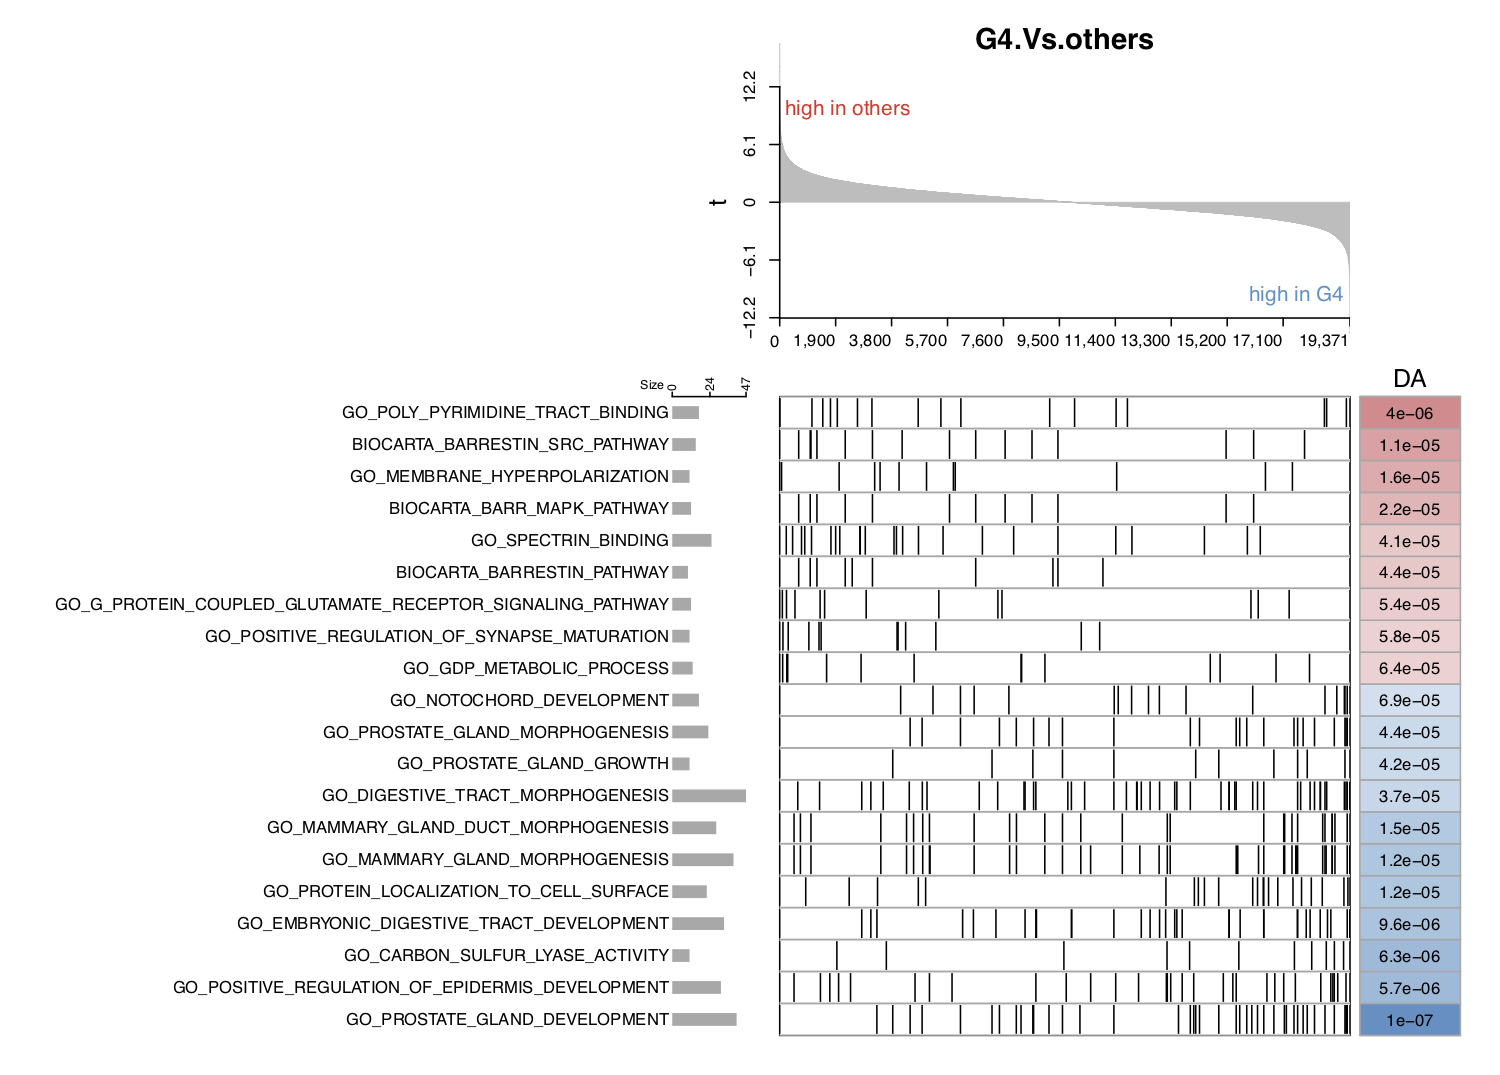 G4.Vs.others
12.2
high in others
6.1
t
0
−6.1
high in G4
−12.2
0 1,900 3,800 5,700 7,600 9,500 11,400 13,300 15,200 17,100 19,371
Size 0 24 47
DA
GO_POLY_PYRIMIDINE_TRACT_BINDING 4e−06
BIOCARTA_BARRESTIN_SRC_PATHWAY 1.1e−05
GO_MEMBRANE_HYPERPOLARIZATION 1.6e−05
BIOCARTA_BARR_MAPK_PATHWAY 2.2e−05
GO_SPECTRIN_BINDING 4.1e−05
BIOCARTA_BARRESTIN_PATHWAY 4.4e−05
GO_G_PROTEIN_COUPLED_GLUTAMATE_RECEPTOR_SIGNALING_PATHWAY 5.4e−05
GO_POSITIVE_REGULATION_OF_SYNAPSE_MATURATION 5.8e−05
GO_GDP_METABOLIC_PROCESS 6.4e−05
GO_NOTOCHORD_DEVELOPMENT 6.9e−05
GO_PROSTATE_GLAND_MORPHOGENESIS 4.4e−05
GO_PROSTATE_GLAND_GROWTH 4.2e−05
GO_DIGESTIVE_TRACT_MORPHOGENESIS 3.7e−05
GO_MAMMARY_GLAND_DUCT_MORPHOGENESIS 1.5e−05
GO_MAMMARY_GLAND_MORPHOGENESIS 1.2e−05
GO_PROTEIN_LOCALIZATION_TO_CELL_SURFACE 1.2e−05
GO_EMBRYONIC_DIGESTIVE_TRACT_DEVELOPMENT 9.6e−06
GO_CARBON_SULFUR_LYASE_ACTIVITY 6.3e−06
GO_POSITIVE_REGULATION_OF_EPIDERMIS_DEVELOPMENT 5.7e−06
GO_PROSTATE_GLAND_DEVELOPMENT 1e−07